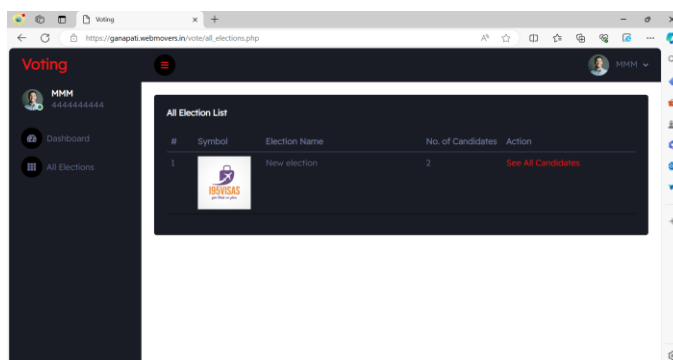 Voting
https://ganapati.webmovers.in/vote/all_elections.php
Voting
MMM
MMM
4444444444
Dashboard
All Elections
All Election List
# Symbol Election Name No. of Candidates Action
1 New election 2 See All Candidates
195VISAS